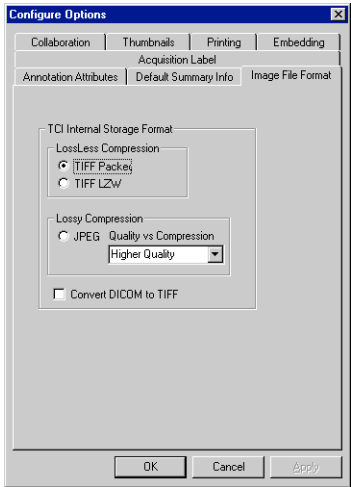 Configure Options
Collaboration Thumbnails Printing Embedding
Acquisition Label
Annotation Attributes Default Summary Info Image File Format
TCI Internal Storage Format
LossLess Compression
TIFF Packed
TIFF LZW
Lossy Compression
JPEG Quality vs Compression
Higher Quality
Convert DICOM to TIFF
OK Cancel Apply